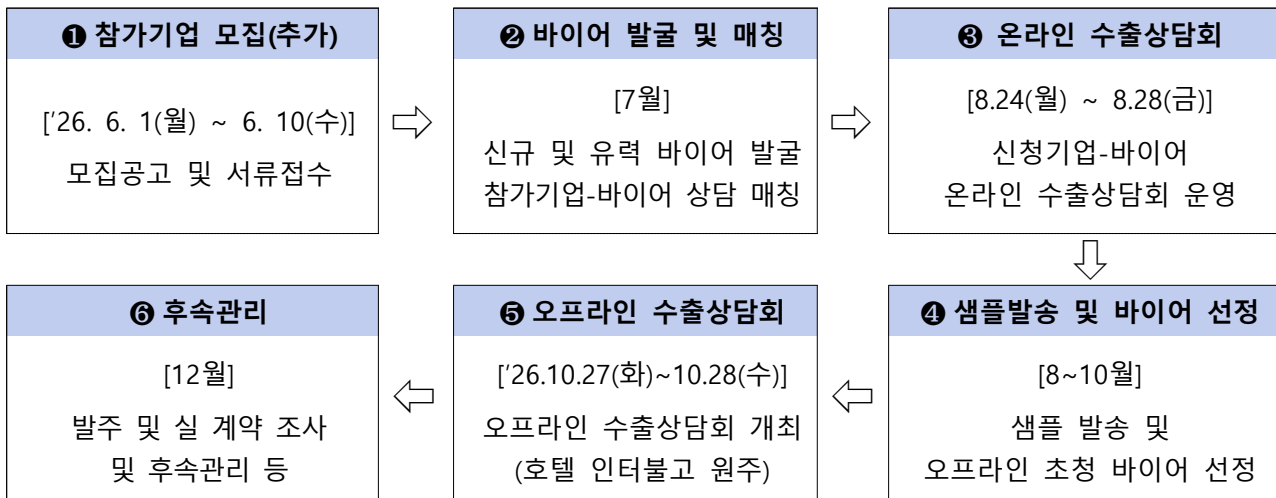 ❶ 참가기업 모집(추가)
['26. 6. 1(월) ~ 6. 10(수)]
모집공고 및 서류접수
❷ 바이어 발굴 및 매칭
[7월]
신규 및 유력 바이어 발굴
참가기업-바이어 상담 매칭
❸ 온라인 수출상담회
[8.24(월) ~ 8.28(금)]
신청기업-바이어
온라인 수출상담회 운영
❹ 샘플발송 및 바이어 선정
[8~10월]
샘플 발송 및
오프라인 초청 바이어 선정
❺ 오프라인 수출상담회
['26.10.27(화)~10.28(수)]
오프라인 수출상담회 개최
(호텔 인터불고 원주)
❻ 후속관리
[12월]
발주 및 실 계약 조사
및 후속관리 등